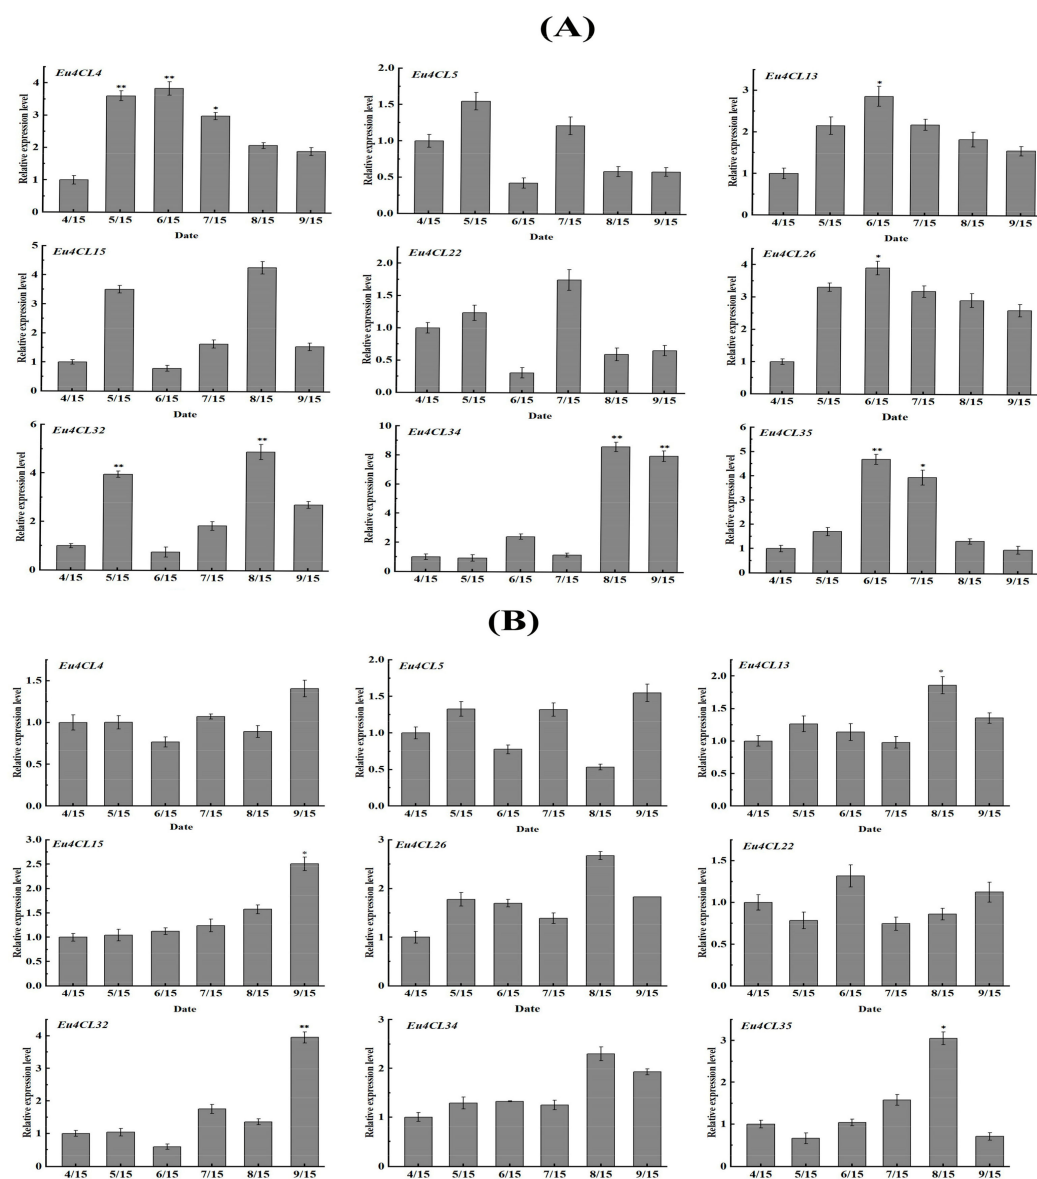 (A)
Eu4CL4
** ** *
Relative expression level
4
3
2
1
0
4/15 5/15 6/15 7/15 8/15 9/15
Date
Eu4CL5
Relative expression level
2.0
1.5
1.0
0.5
0.0
4/15 5/15 6/15 7/15 8/15 9/15
Date
Eu4CL13
*
Relative expression level
3
2
1
0
4/15 5/15 6/15 7/15 8/15 9/15
Date
Eu4CL15
Relative expression level
5
4
3
2
1
0
4/15 5/15 6/15 7/15 8/15 9/15
Date
Eu4CL22
Relative expression level
2.0
1.5
1.0
0.5
0.0
4/15 5/15 6/15 7/15 8/15 9/15
Date
Eu4CL26
*
Relative expression level
4
3
2
1
0
4/15 5/15 6/15 7/15 8/15 9/15
Date
Eu4CL32
** **
Relative expression level
6
4
2
0
4/15 5/15 6/15 7/15 8/15 9/15
Eu4CL34
** **
Relative expression level
10
8
6
4
2
0
4/15 5/15 6/15 7/15 8/15 9/15
Eu4CL35
** *
Relative expression level
6
5
4
3
2
1
0
4/15 5/15 6/15 7/15 8/15 9/15
(B)
Eu4CL4
Relative expression level
1.5
1.0
0.5
0.0
4/15 5/15 6/15 7/15 8/15 9/15
Date
Eu4CL5
Relative expression level
2.0
1.5
1.0
0.5
0.0
4/15 5/15 6/15 7/15 8/15 9/15
Date
Eu4CL13
*
Relative expression level
2.0
1.5
1.0
0.5
0.0
4/15 5/15 6/15 7/15 8/15 9/15
Date
Eu4CL15
*
Relative expression level
3.0
2.5
2.0
1.5
1.0
0.5
0.0
4/15 5/15 6/15 7/15 8/15 9/15
Date
Eu4CL26
Relative expression level
3
2
1
0
4/15 5/15 6/15 7/15 8/15 9/15
Date
Eu4CL22
Relative expression level
1.5
1.0
0.5
0.0
4/15 5/15 6/15 7/15 8/15 9/15
Date
Eu4CL32
**
Relative expression level
4
3
2
1
0
4/15 5/15 6/15 7/15 8/15 9/15
Eu4CL34
Relative expression level
3
2
1
0
4/15 5/15 6/15 7/15 8/15 9/15
Eu4CL35
*
Relative expression level
3
2
1
0
4/15 5/15 6/15 7/15 8/15 9/15